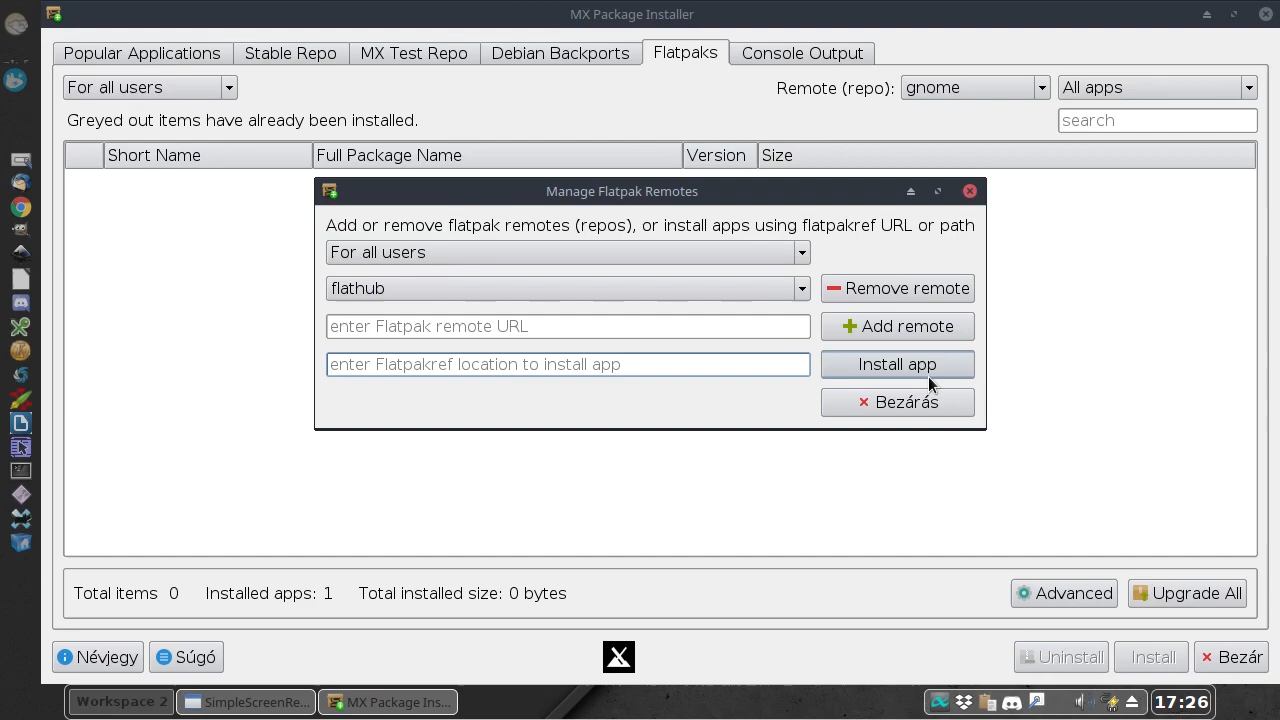 MX Package Installer
Popular Applications
Stable Repo
MX Test Repo
Debian Backports
Flatpaks
Console Output
For all users
Remote (repo):
gnome
All apps
Greyed out items have already been installed.
search
Short Name
Full Package Name
Version
Size
Manage Flatpak Remotes
Add or remove flatpak remotes (repos), or install apps using flatpakref URL or path
For all users
flathub
Remove remote
enter Flatpak remote URL
Add remote
enter Flatpakref location to install app
Install app
Bezárás
Total items 0
Installed apps: 1
Total installed size: 0 bytes
Advanced
Upgrade All
Névjegy
Súgó
Uninstall
Install
Bezár
Workspace 2
SimpleScreenRe...
MX Package Ins...
17:26